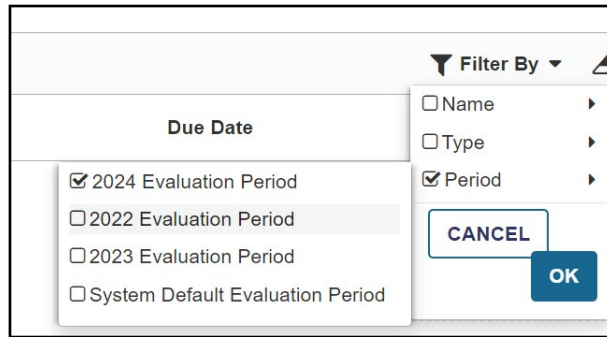 Filter By
Due Date
Name
Type
Period
2024 Evaluation Period
2022 Evaluation Period
2023 Evaluation Period
System Default Evaluation Period
CANCEL
OK